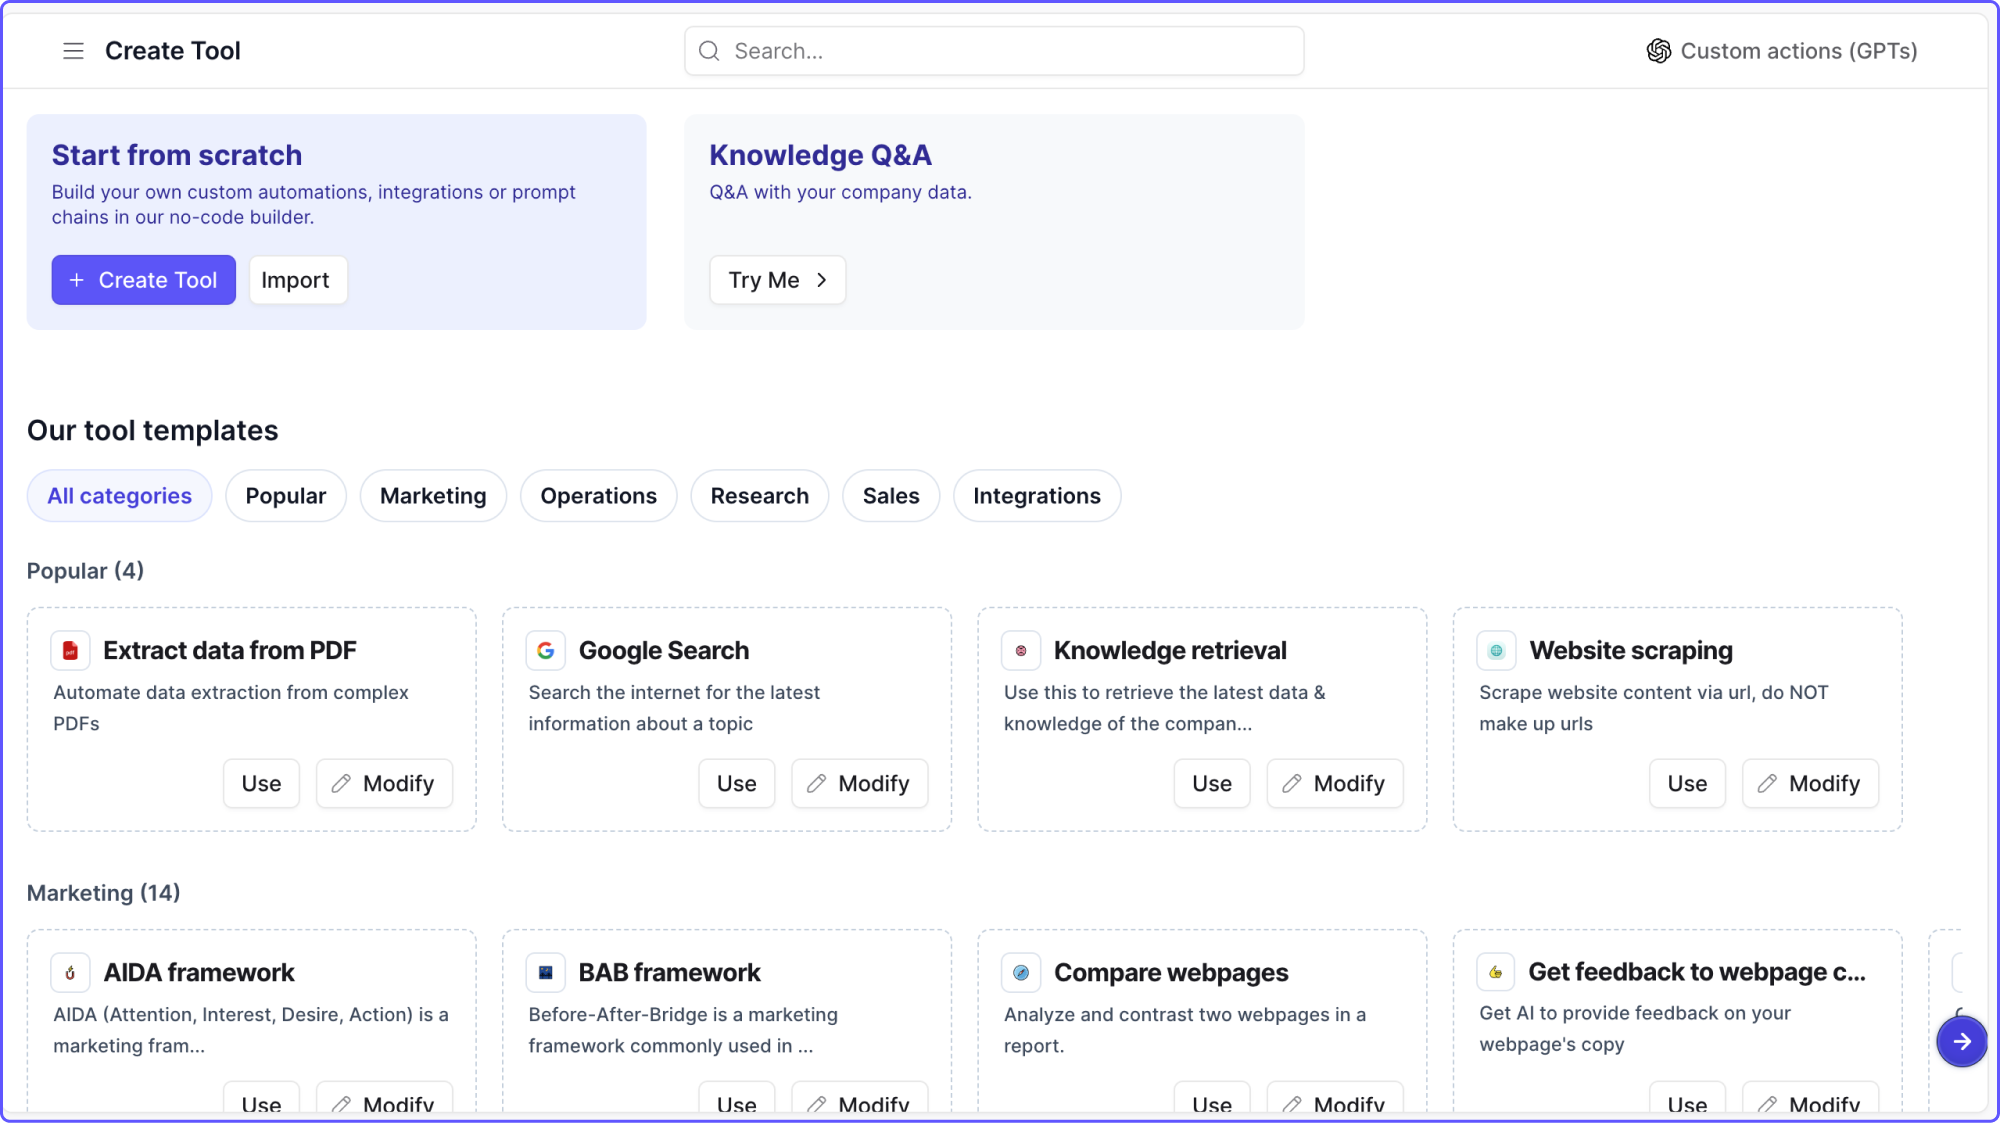 Create Tool
Search...
Custom actions (GPTs)
Start from scratch
Build your own custom automations, integrations or prompt
chains in our no-code builder.
+ Create Tool
Import
Knowledge Q&A
Q&A with your company data.
Try Me
Our tool templates
All categories
Popular
Marketing
Operations
Research
Sales
Integrations
Popular (4)
Extract data from PDF
Automate data extraction from complex
PDFs
Use
Modify
Google Search
Search the internet for the latest
information about a topic
Use
Modify
Knowledge retrieval
Use this to retrieve the latest data &
knowledge of the compan...
Use
Modify
Website scraping
Scrape website content via url, do NOT
make up urls
Use
Modify
Marketing (14)
AIDA framework
AIDA (Attention, Interest, Desire, Action) is a
marketing fram...
Use
Modify
BAB framework
Before-After-Bridge is a marketing
framework commonly used in ...
Use
Modify
Compare webpages
Analyze and contrast two webpages in a
report.
Use
Modify
Get feedback to webpage c...
Get AI to provide feedback on your
webpage's copy
Use
Modify